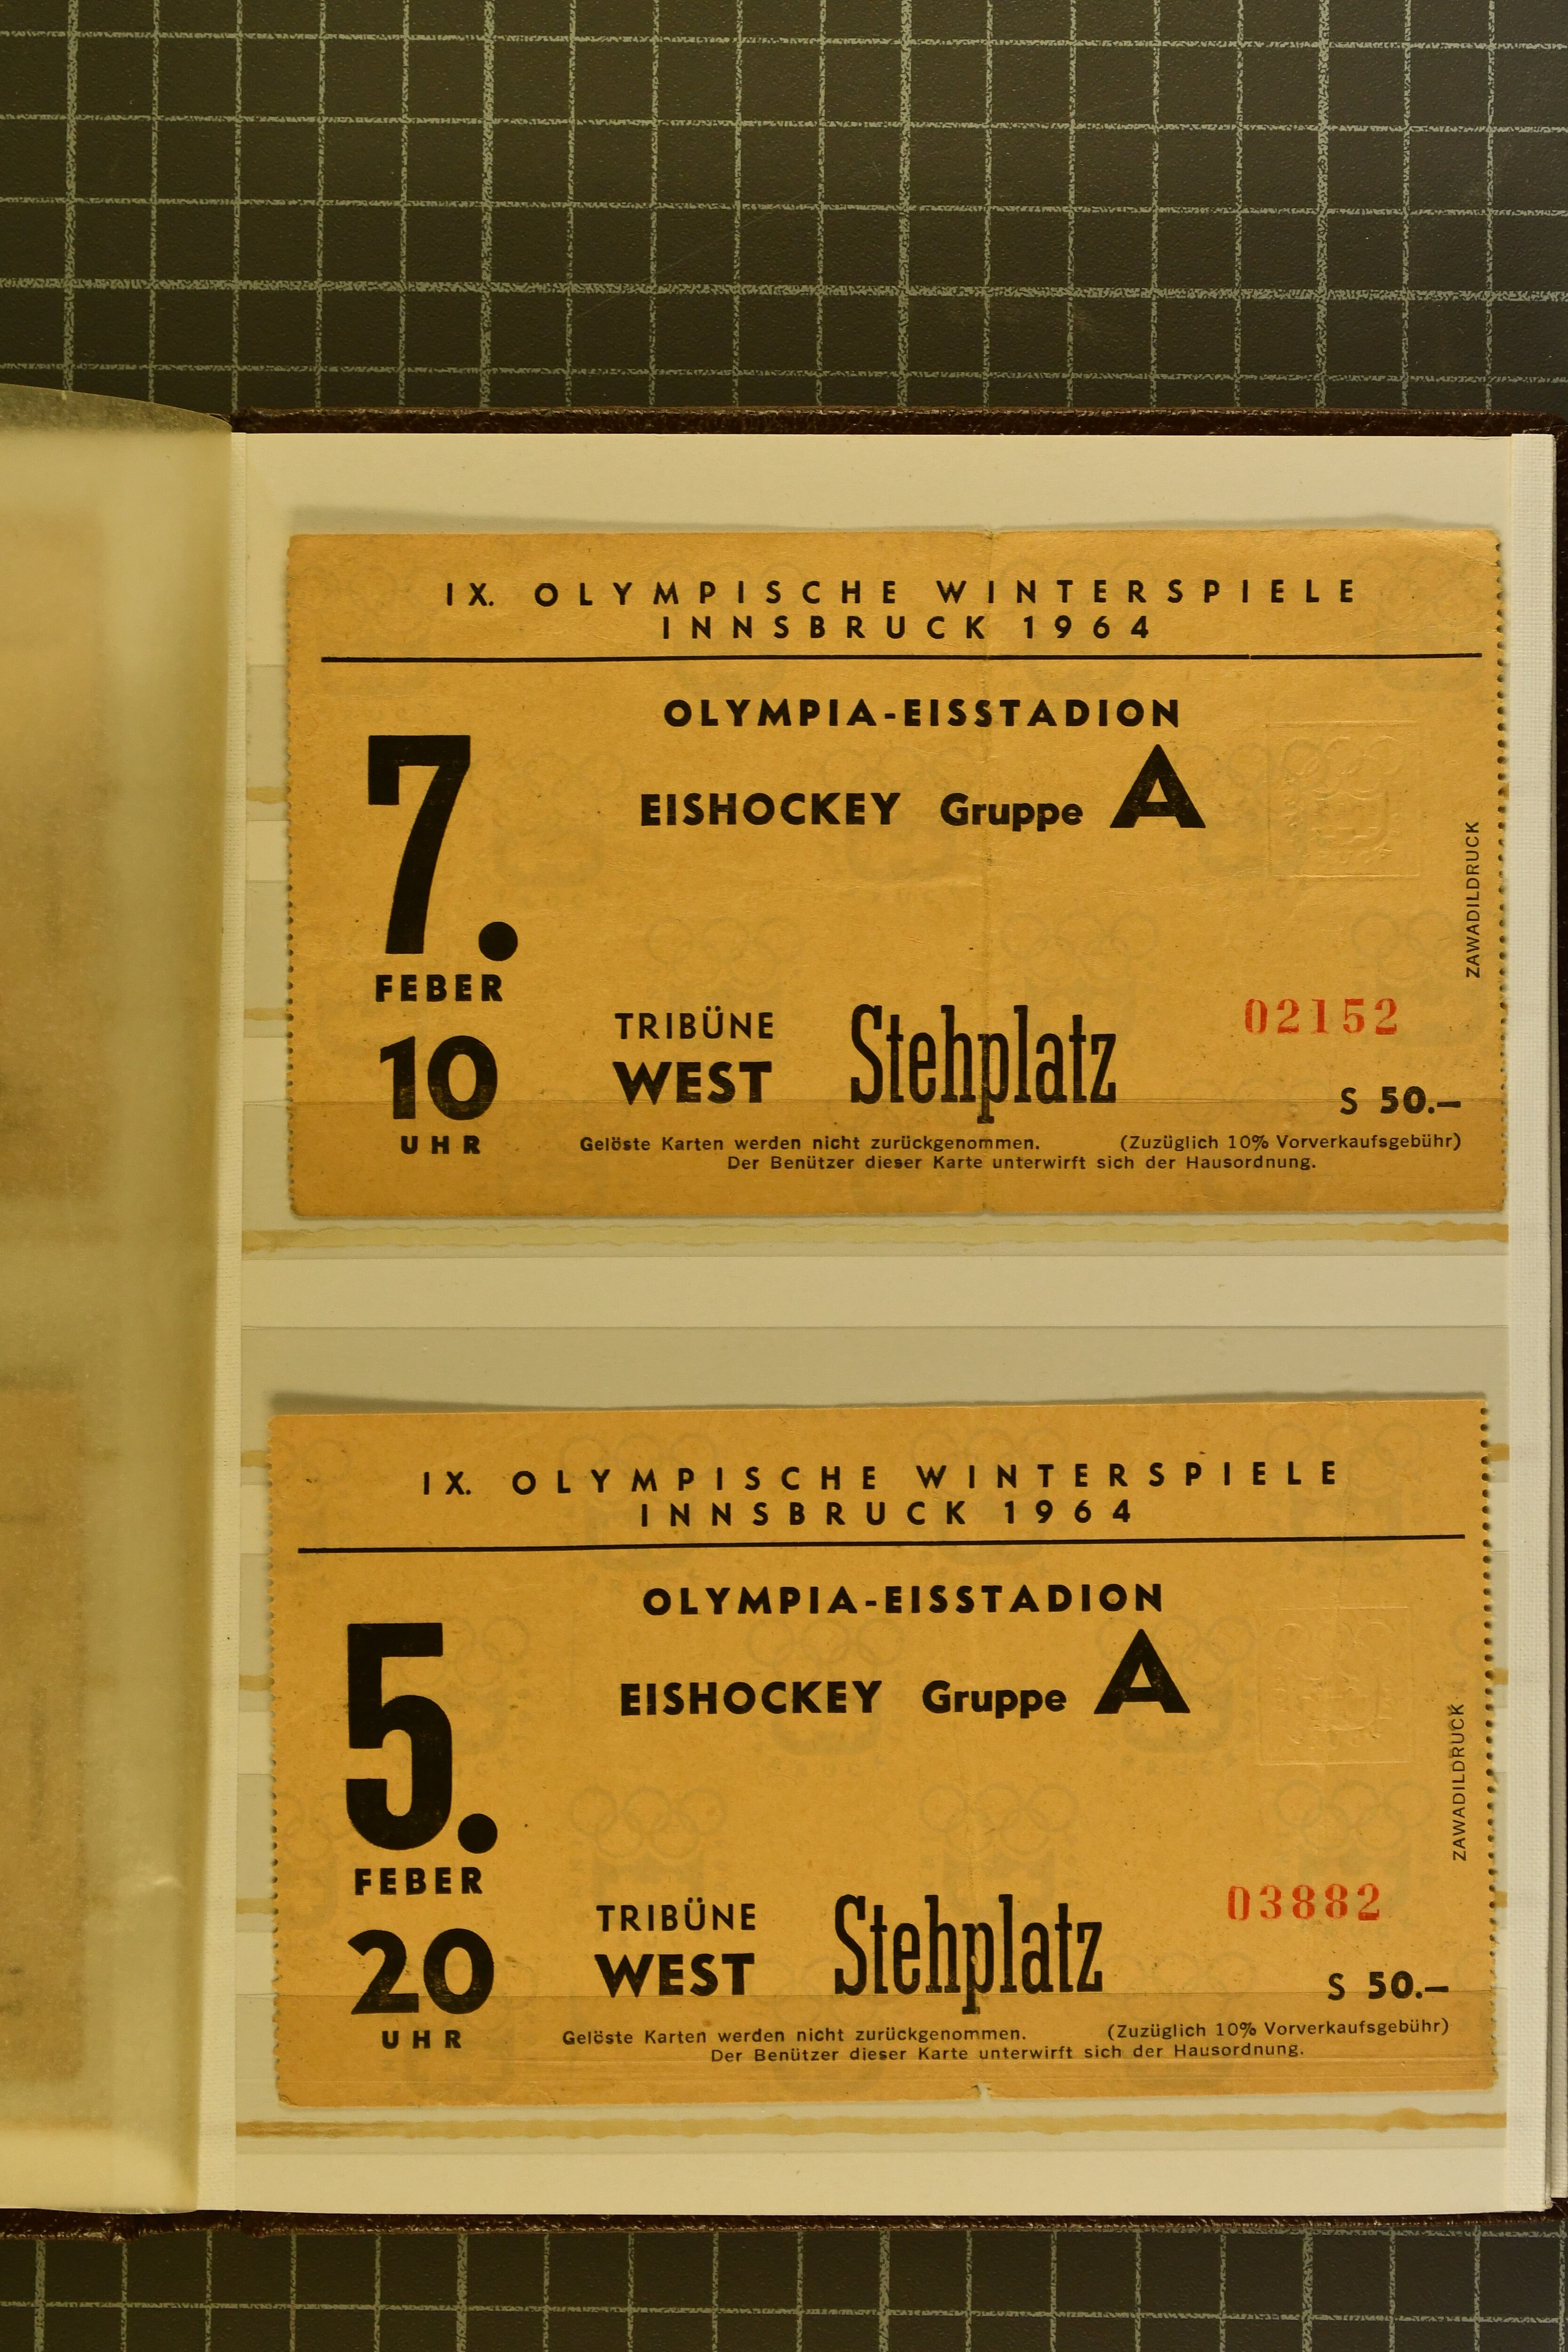 IX. OLYMPISCHE WINTERSPIELE
INNSBRUCK 1964
OLYMPIA-EISSTADION
7.
FEBER
10
UHR
EISHOCKEY Gruppe A
TRIBÜNE
WEST
Stehplatz
02152
S 50.—
ZAWADILDRUCK
Gelöste Karten werden nicht zurückgenommen. (Zuzüglich 10% Vorverkaufsgebühr)
Der Benützer dieser Karte unterwirft sich der Hausordnung.
IX. OLYMPISCHE WINTERSPIELE
INNSBRUCK 1964
OLYMPIA-EISSTADION
5.
FEBER
20
UHR
EISHOCKEY Gruppe A
TRIBÜNE
WEST
Stehplatz
03882
S 50.—
ZAWADILDRUCK
Gelöste Karten werden nicht zurückgenommen. (Zuzüglich 10% Vorverkaufsgebühr)
Der Benützer dieser Karte unterwirft sich der Hausordnung.